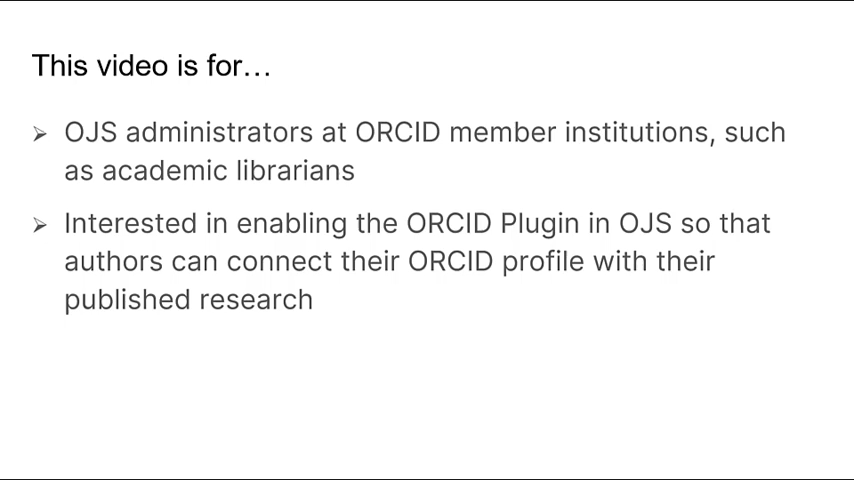 This video is for…
➢ OJS administrators at ORCID member institutions, such
as academic librarians
➢ Interested in enabling the ORCID Plugin in OJS so that
authors can connect their ORCID profile with their
published research